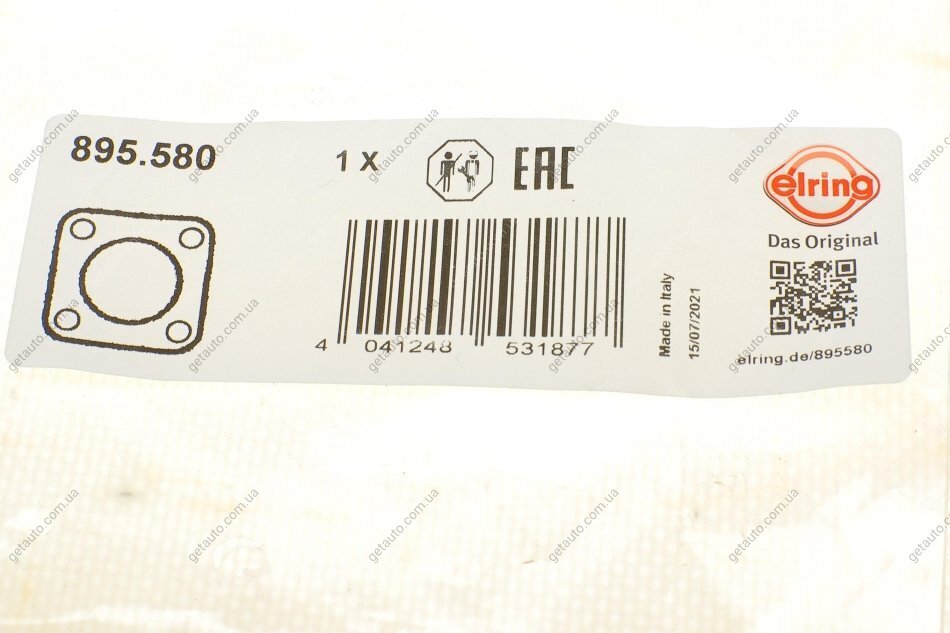 895.580
1 X
EAC
elring
Das Original
4 041248 531877
Made in Italy
15/07/2021
elring.de/895580
getauto.com.ua